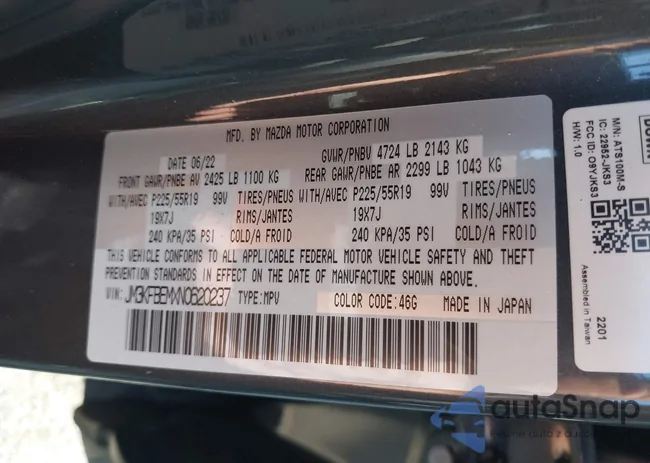 MFD. BY MAZDA MOTOR CORPORATION
DATE 06/22 GVWR/PNBV 4724 LB 2143 KG
FRONT GAWR/PNBE AV 2425 LB 1100 KG REAR GAWR/PNBE AR 2299 LB 1043 KG
WITH/AVEC P225/55R19 99V TIRES/PNEUS WITH/AVEC P225/55R19 99V TIRES/PNEUS
19X7J RIMS/JANTES 19X7J RIMS/JANTES
240 KPA/35 PSI COLD/A FROID 240 KPA/35 PSI COLD/A FROID
THIS VEHICLE CONFORMS TO ALL APPLICABLE FEDERAL MOTOR VEHICLE SAFETY AND THEFT
PREVENTION STANDARDS IN EFFECT ON THE DATE OF MANUFACTURE SHOWN ABOVE.
VIN: JM3KFBEMXN0620237 TYPE:MPV COLOR CODE:46G MADE IN JAPAN
M/N: ATS100M-S
IC: 22952-JKS3
FCC ID: O9YJKS3
H/W: 1.0
Assembled in Taiwan
2201
autoSnap